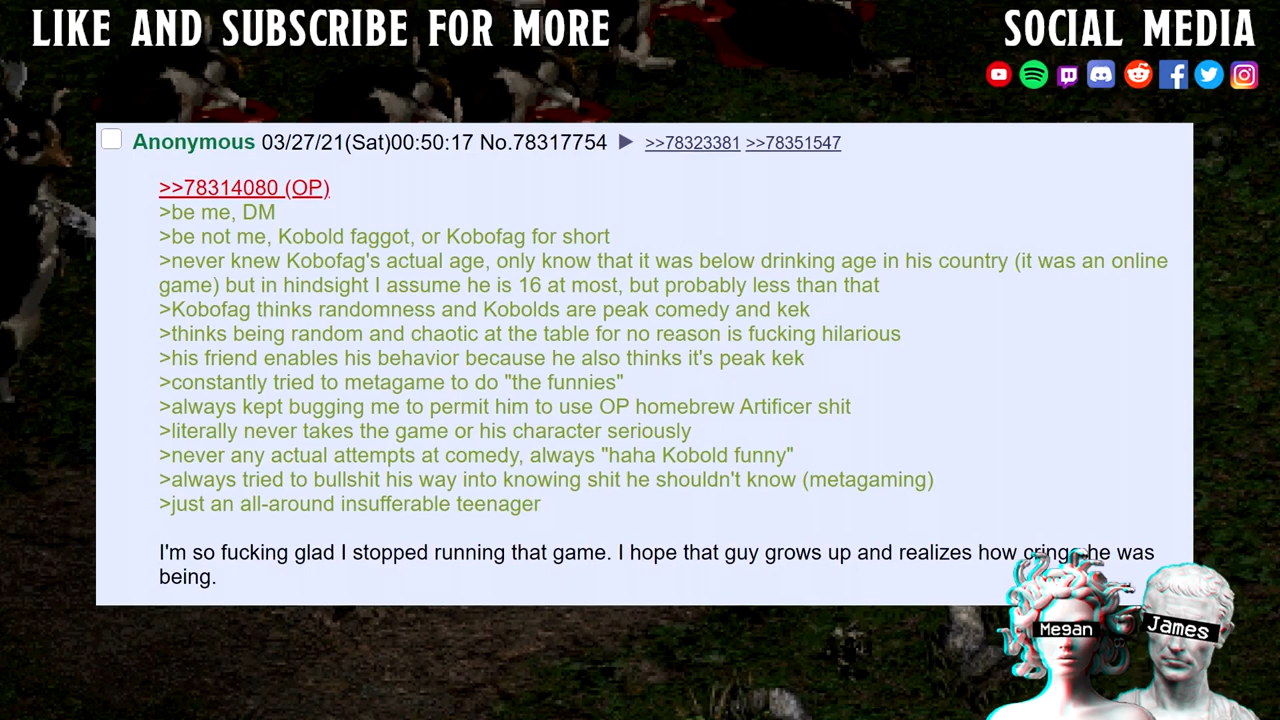 LIKE AND SUBSCRIBE FOR MORE
SOCIAL MEDIA
Anonymous 03/27/21(Sat)00:50:17 No.78317754 ▶ >>78323381 >>78351547
>>78314080 (OP)
>be me, DM
>be not me, Kobold faggot, or Kobofag for short
>never knew Kobofag's actual age, only know that it was below drinking age in his country (it was an online
game) but in hindsight I assume he is 16 at most, but probably less than that
>Kobofag thinks randomness and Kobolds are peak comedy and kek
>thinks being random and chaotic at the table for no reason is fucking hilarious
>his friend enables his behavior because he also thinks it's peak kek
>constantly tried to metagame to do "the funnies"
>always kept bugging me to permit him to use OP homebrew Artificer shit
>literally never takes the game or his character seriously
>never any actual attempts at comedy, always "haha Kobold funny"
>always tried to bullshit his way into knowing shit he shouldn't know (metagaming)
>just an all-around insufferable teenager
I'm so fucking glad I stopped running that game. I hope that guy grows up and realizes how cringe he was
being.
Megan
James